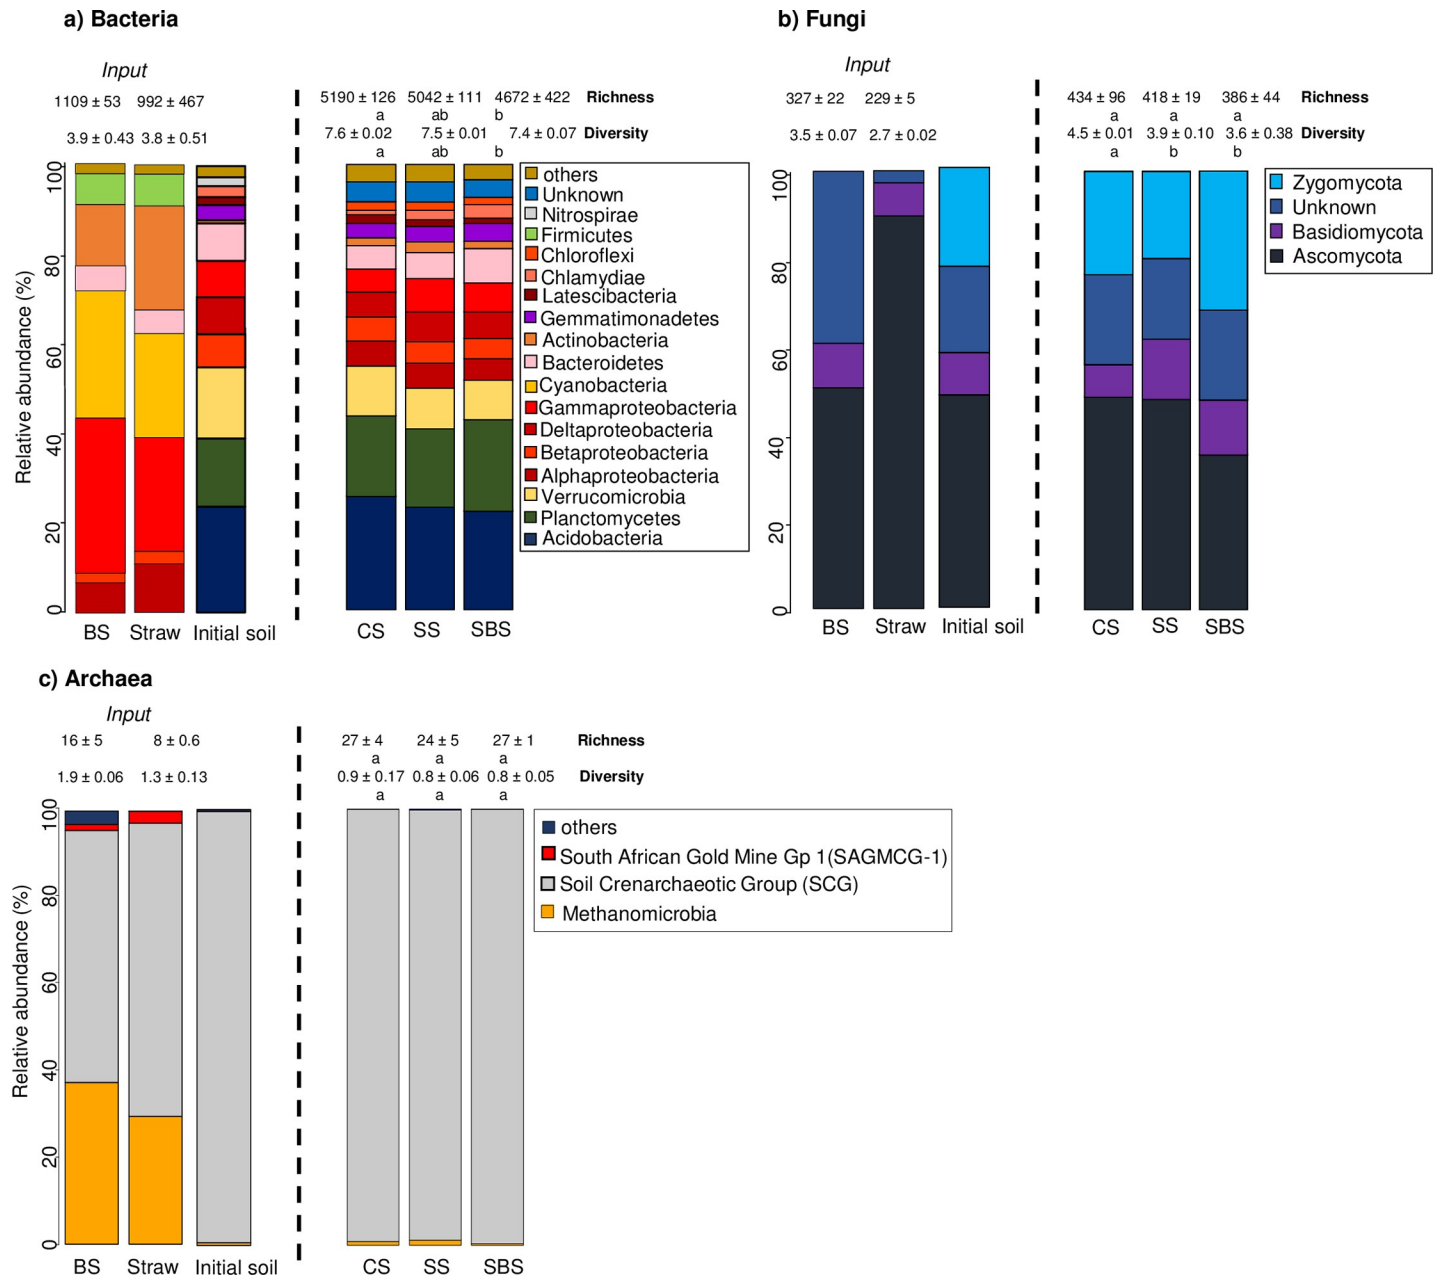 a) Bacteria
Input
1109 ± 53 992 ± 467
3.9 ± 0.43 3.8 ± 0.51
5190 ± 126 5042 ± 111 4672 ± 422 Richness
a ab b
7.6 ± 0.02 7.5 ± 0.01 7.4 ± 0.07 Diversity
a ab b
Relative abundance (%)
100
80
60
40
20
0
BS Straw Initial soil
CS SS SBS
others
Unknown
Nitrospirae
Firmicutes
Chloroflexi
Chlamydiae
Latescibacteria
Gemmatimonadetes
Actinobacteria
Bacteroidetes
Cyanobacteria
Gammaproteobacteria
Deltaproteobacteria
Betaproteobacteria
Alphaproteobacteria
Verrucomicrobia
Planctomycetes
Acidobacteria
b) Fungi
Input
327 ± 22 229 ± 5
3.5 ± 0.07 2.7 ± 0.02
434 ± 96 418 ± 19 386 ± 44 Richness
a a a
4.5 ± 0.01 3.9 ± 0.10 3.6 ± 0.38 Diversity
a b b
100
80
60
40
20
0
BS Straw Initial soil
CS SS SBS
Zygomycota
Unknown
Basidiomycota
Ascomycota
c) Archaea
Input
16 ± 5 8 ± 0.6
1.9 ± 0.06 1.3 ± 0.13
27 ± 4 24 ± 5 27 ± 1 Richness
a a a
0.9 ± 0.17 0.8 ± 0.06 0.8 ± 0.05 Diversity
a a a
Relative abundance (%)
100
80
60
40
20
0
BS Straw Initial soil
CS SS SBS
others
South African Gold Mine Gp 1(SAGMCG-1)
Soil Crenarchaeotic Group (SCG)
Methanomicrobia